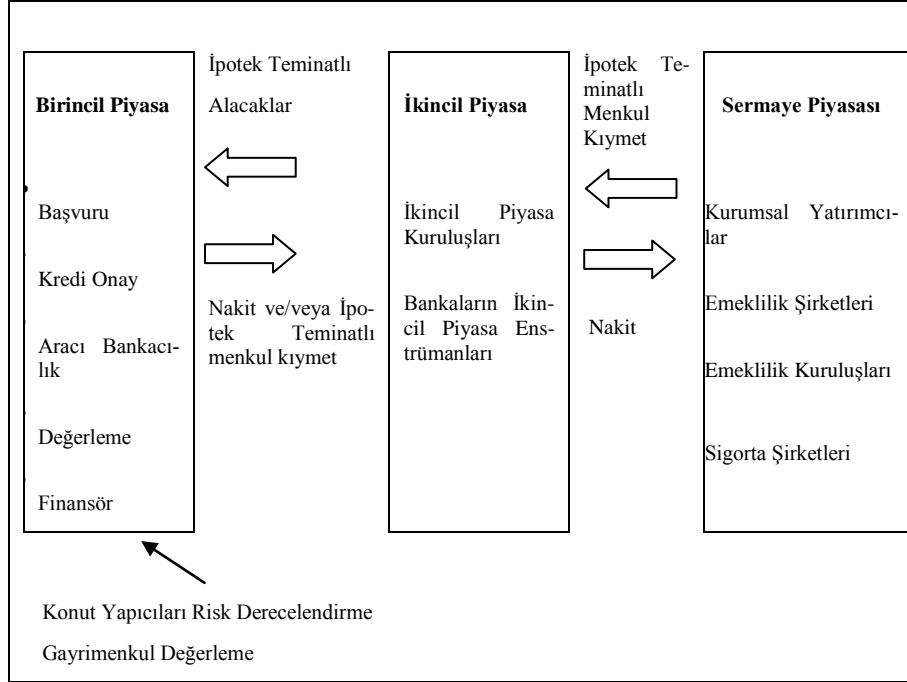 Birincil Piyasa
Başvuru
Kredi Onay
Aracı Bankacı-
lık
Değerleme
Finansör
İpotek Teminatlı
Alacaklar
Nakit ve/veya İpo-
tek Teminatlı
menkul kıymet
İkincil Piyasa
İkincil Piyasa
Kuruluşları
Bankaların İkin-
cil Piyasa Ens-
trümanları
İpotek Te-
minatlı
Menkul
Kıymet
Nakit
Sermaye Piyasası
Kurumsal Yatırımcı-
lar
Emeklilik Şirketleri
Emeklilik Kuruluşları
Sigorta Şirketleri
Konut Yapıcıları Risk Derecelendirme
Gayrimenkul Değerleme